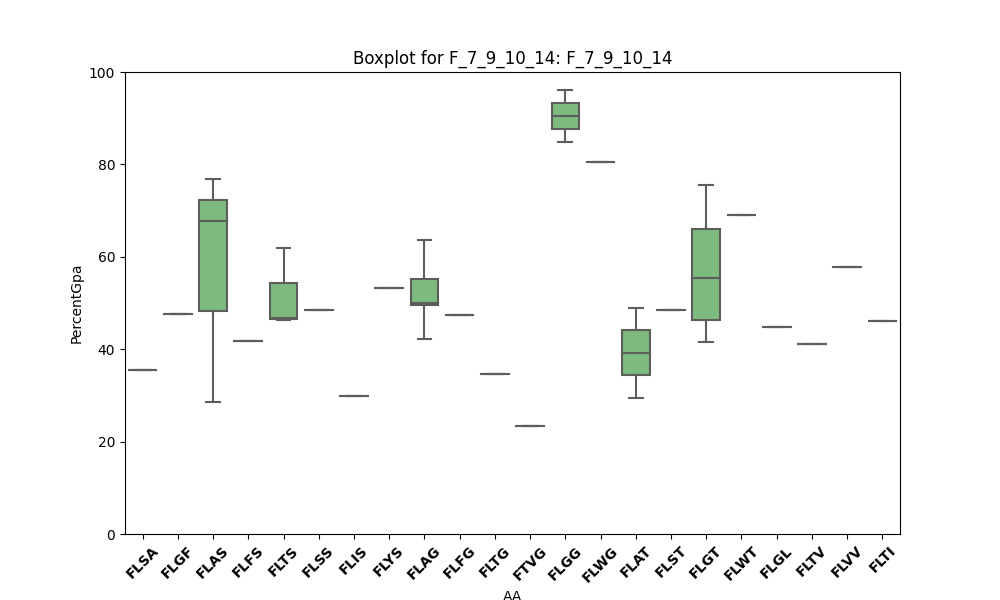 Boxplot for F_7_9_10_14: F_7_9_10_14
100
80
60
40
20
0
PercentGpa
FLSA
FLGF
FLAS
FLFS
FLTS
FLSS
FLIS
FLYS
FLAG
FLFG
FLTG
FTVG
FLGG
FLWG
FLAT
FLST
FLGT
FLWT
FLGL
FLTV
FLVV
FLTI
AA